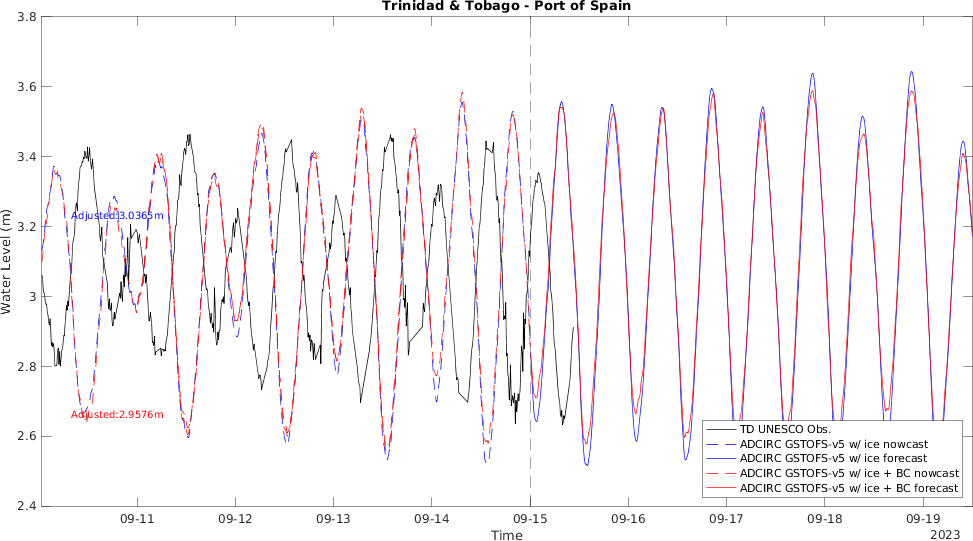 Trinidad & Tobago - Port of Spain
3.8
3.6
3.4
3.2
3
2.8
2.6
2.4
Water Level (m)
Adjusted:3.0365m
Adjusted:2.9576m
TD UNESCO Obs.
ADCIRC GSTOFS-v5 w/ ice nowcast
ADCIRC GSTOFS-v5 w/ ice forecast
ADCIRC GSTOFS-v5 w/ ice + BC nowcast
ADCIRC GSTOFS-v5 w/ ice + BC forecast
09-11 09-12 09-13 09-14 09-15 09-16 09-17 09-18 09-19
Time
2023